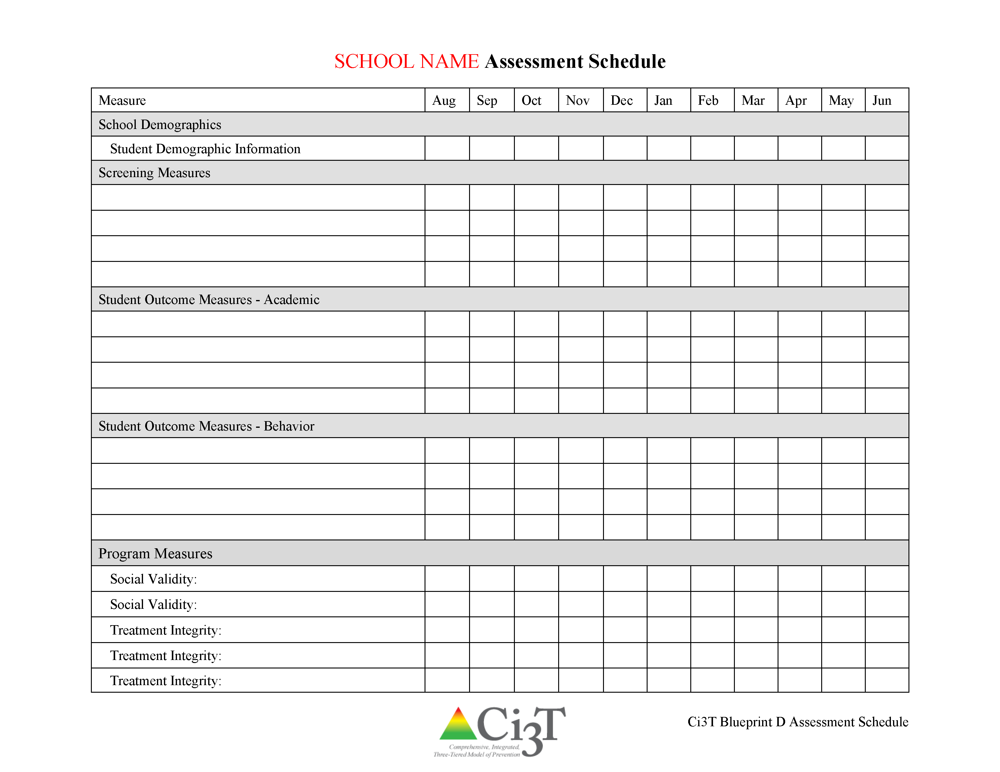 SCHOOL NAME Assessment Schedule
Measure Aug Sep Oct Nov Dec Jan Feb Mar Apr May Jun
School Demographics
Student Demographic Information
Screening Measures
Student Outcome Measures - Academic
Student Outcome Measures - Behavior
Program Measures
Social Validity:
Social Validity:
Treatment Integrity:
Treatment Integrity:
Treatment Integrity:
Ci3T
Comprehensive, Integrated,
Three-Tiered Model of Prevention
Ci3T Blueprint D Assessment Schedule